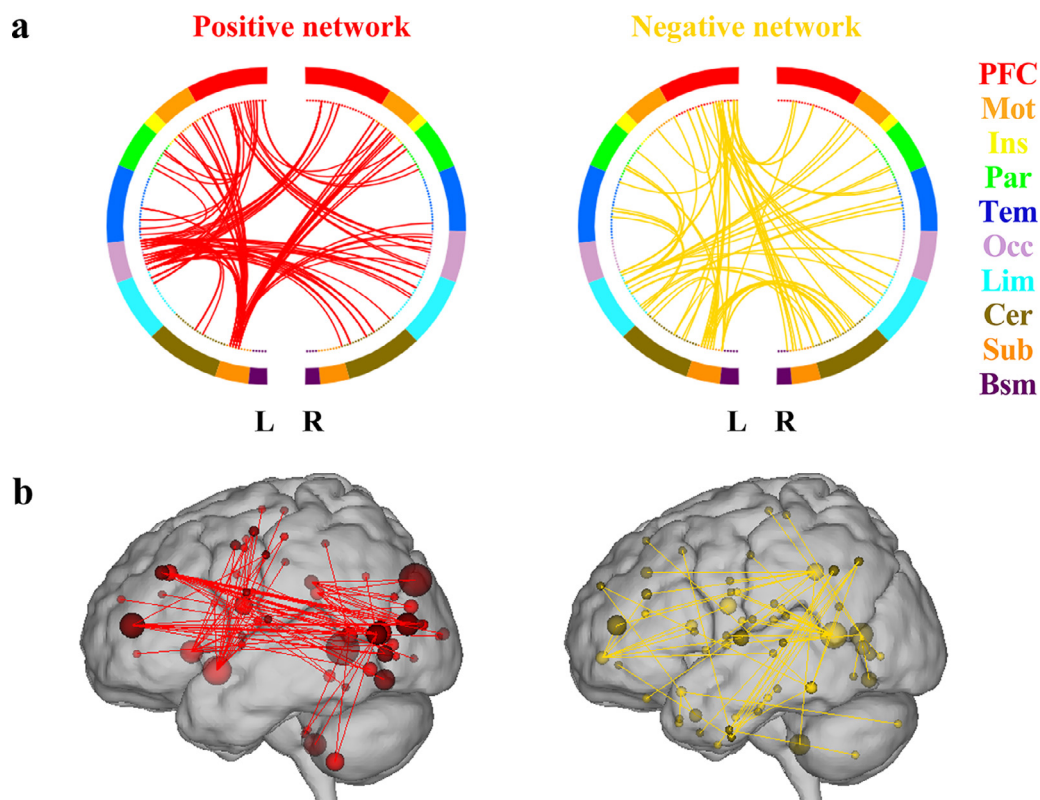 a
Positive network
Negative network
PFC
Mot
Ins
Par
Tem
Occ
Lim
Cer
Sub
Bsm
L R
L R
b